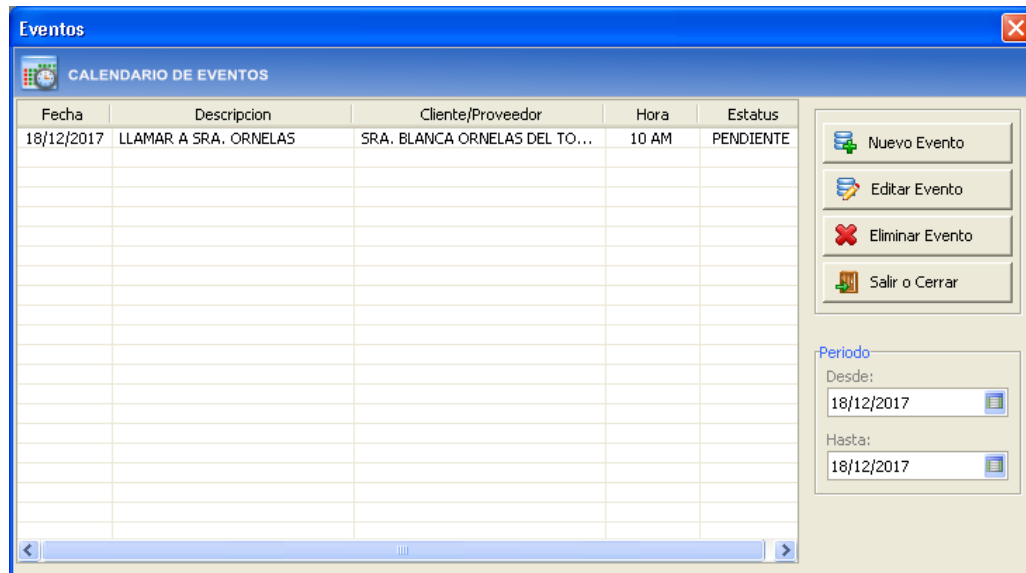 Eventos
CALENDARIO DE EVENTOS
Fecha Descripcion Cliente/Proveedor Hora Estatus
18/12/2017 LLAMAR A SRA. ORNELAS SRA. BLANCA ORNELAS DEL TO... 10 AM PENDIENTE
Nuevo Evento
Editar Evento
Eliminar Evento
Salir o Cerrar
Periodo
Desde:
18/12/2017
Hasta:
18/12/2017